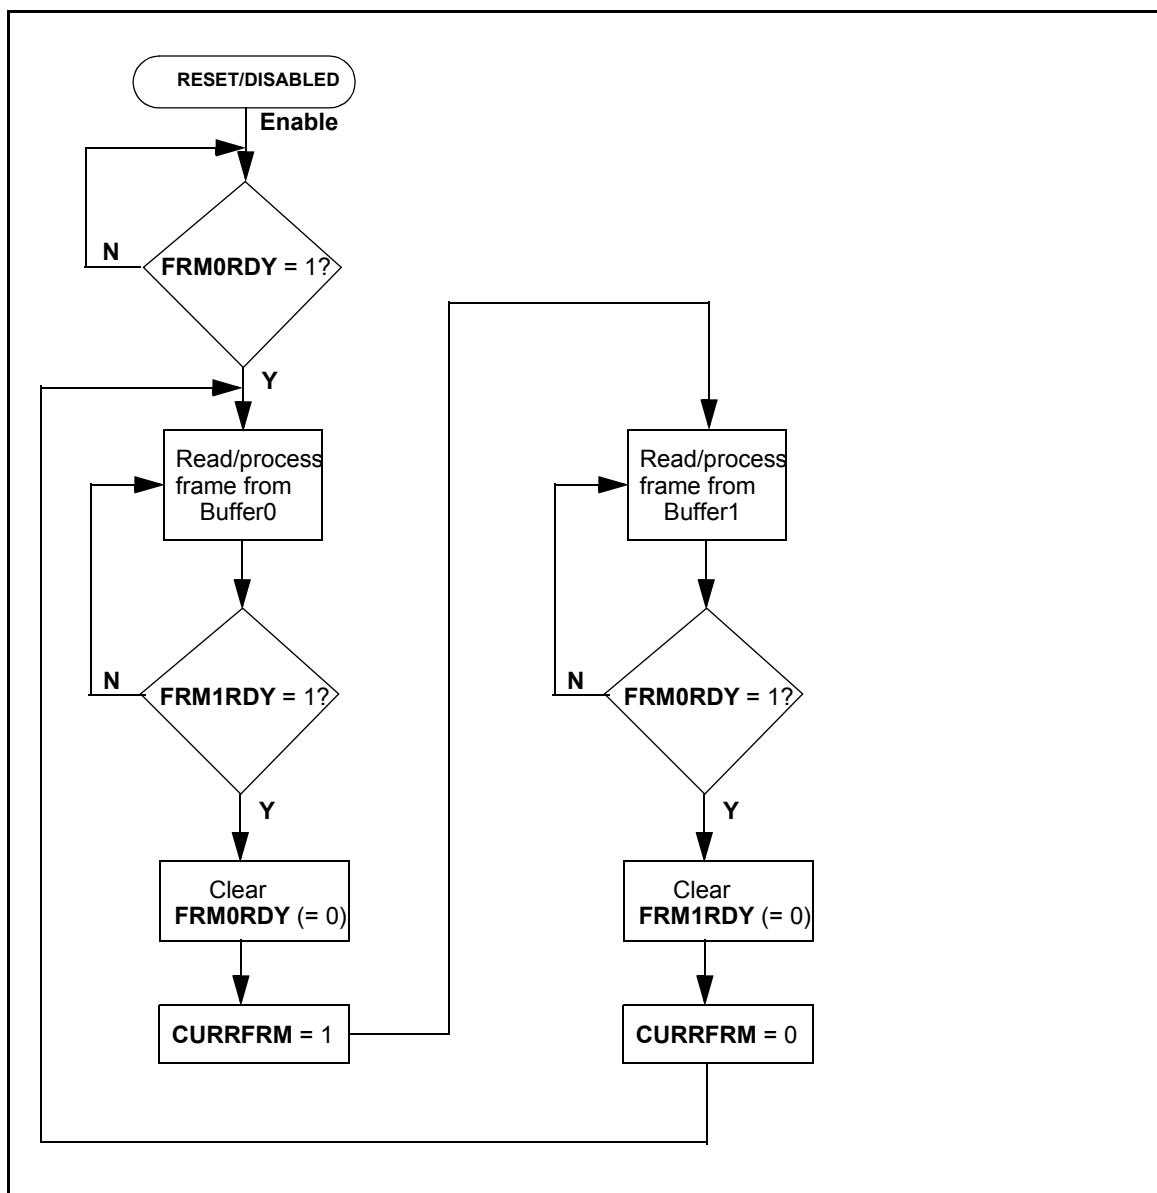 RESET/DISABLED
Enable
N
FRM0RDY = 1?
Y
Read/process
frame from
Buffer0
N
FRM1RDY = 1?
Y
Clear
FRM0RDY (= 0)
CURRFRM = 1
Read/process
frame from
Buffer1
N
FRM0RDY = 1?
Y
Clear
FRM1RDY (= 0)
CURRFRM = 0